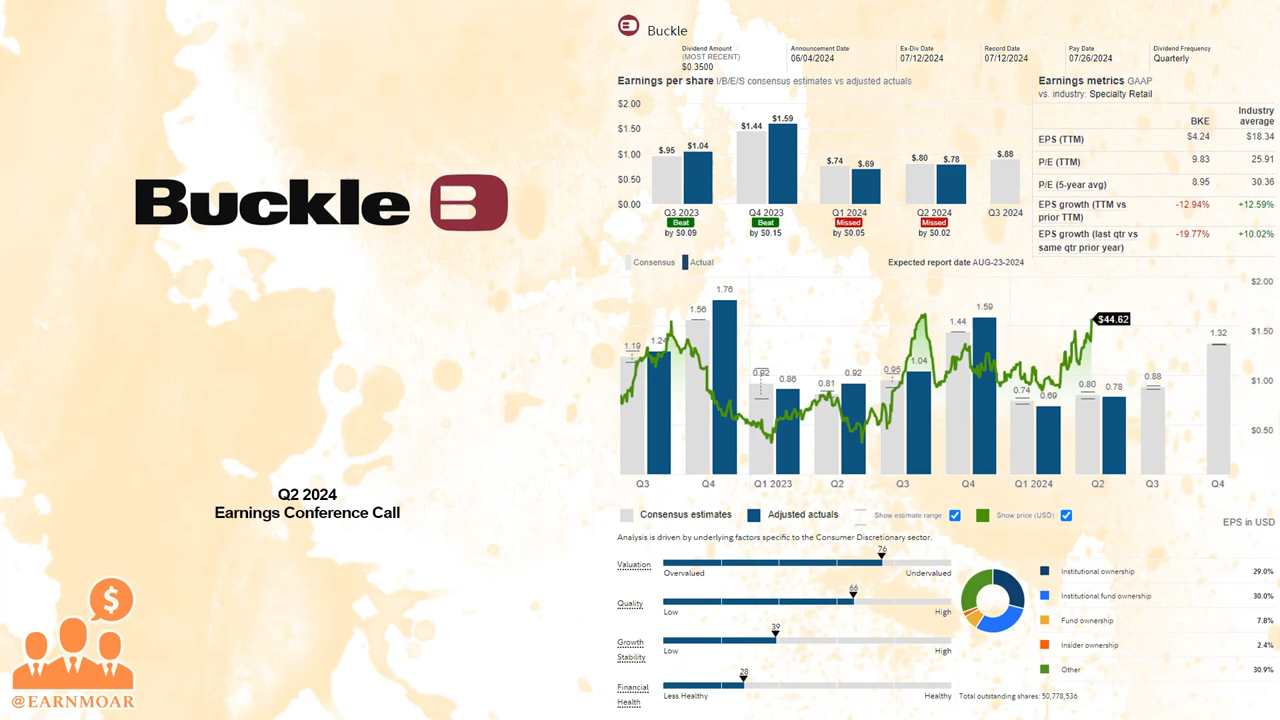 Buckle B
Q2 2024
Earnings Conference Call
$
@EARNMOAR
B Buckle
Dividend Amount
(MOST RECENT)
$0.3500
Announcement Date
06/04/2024
Ex-Div Date
07/12/2024
Record Date
07/12/2024
Pay Date
07/26/2024
Dividend Frequency
Quarterly
Earnings per share I/B/E/S consensus estimates vs adjusted actuals
$2.00
$1.50
$1.00
$0.50
$0.00
$.95 $1.04
$1.44 $1.59
$.74 $.69
$.80 $.78
$.88
Q3 2023 Q4 2023 Q1 2024 Q2 2024 Q3 2024
Beat Beat Missed Missed
by $0.09 by $0.15 by $0.05 by $0.02
Consensus Actual
Expected report date AUG-23-2024
Earnings metrics GAAP
vs. industry: Specialty Retail
BKE Industry average
EPS (TTM) $4.24 $18.34
P/E (TTM) 9.83 25.91
P/E (5-year avg) 8.95 30.36
EPS growth (TTM vs prior TTM) -12.94% +12.59%
EPS growth (last qtr vs same qtr prior year) -19.77% +10.02%
$2.00
$1.50
$1.00
$0.50
1.19 1.24
1.56 1.76
0.92 0.86
0.81 0.92
0.95 1.04
1.44 1.59
0.74 0.69
0.80 0.78
0.88
1.32
$44.62
Q3 Q4 Q1 2023 Q2 Q3 Q4 Q1 2024 Q2 Q3 Q4
Consensus estimates Adjusted actuals Show estimate range Show price (USD)
EPS in USD
Analysis is driven by underlying factors specific to the Consumer Discretionary sector.
Valuation 76
Overvalued Undervalued
Quality 66
Low High
Growth Stability 39
Low High
Financial Health 28
Less Healthy Healthy
Institutional ownership 29.0%
Institutional fund ownership 30.0%
Fund ownership 7.8%
Insider ownership 2.4%
Other 30.9%
Total outstanding shares: 50,778,536